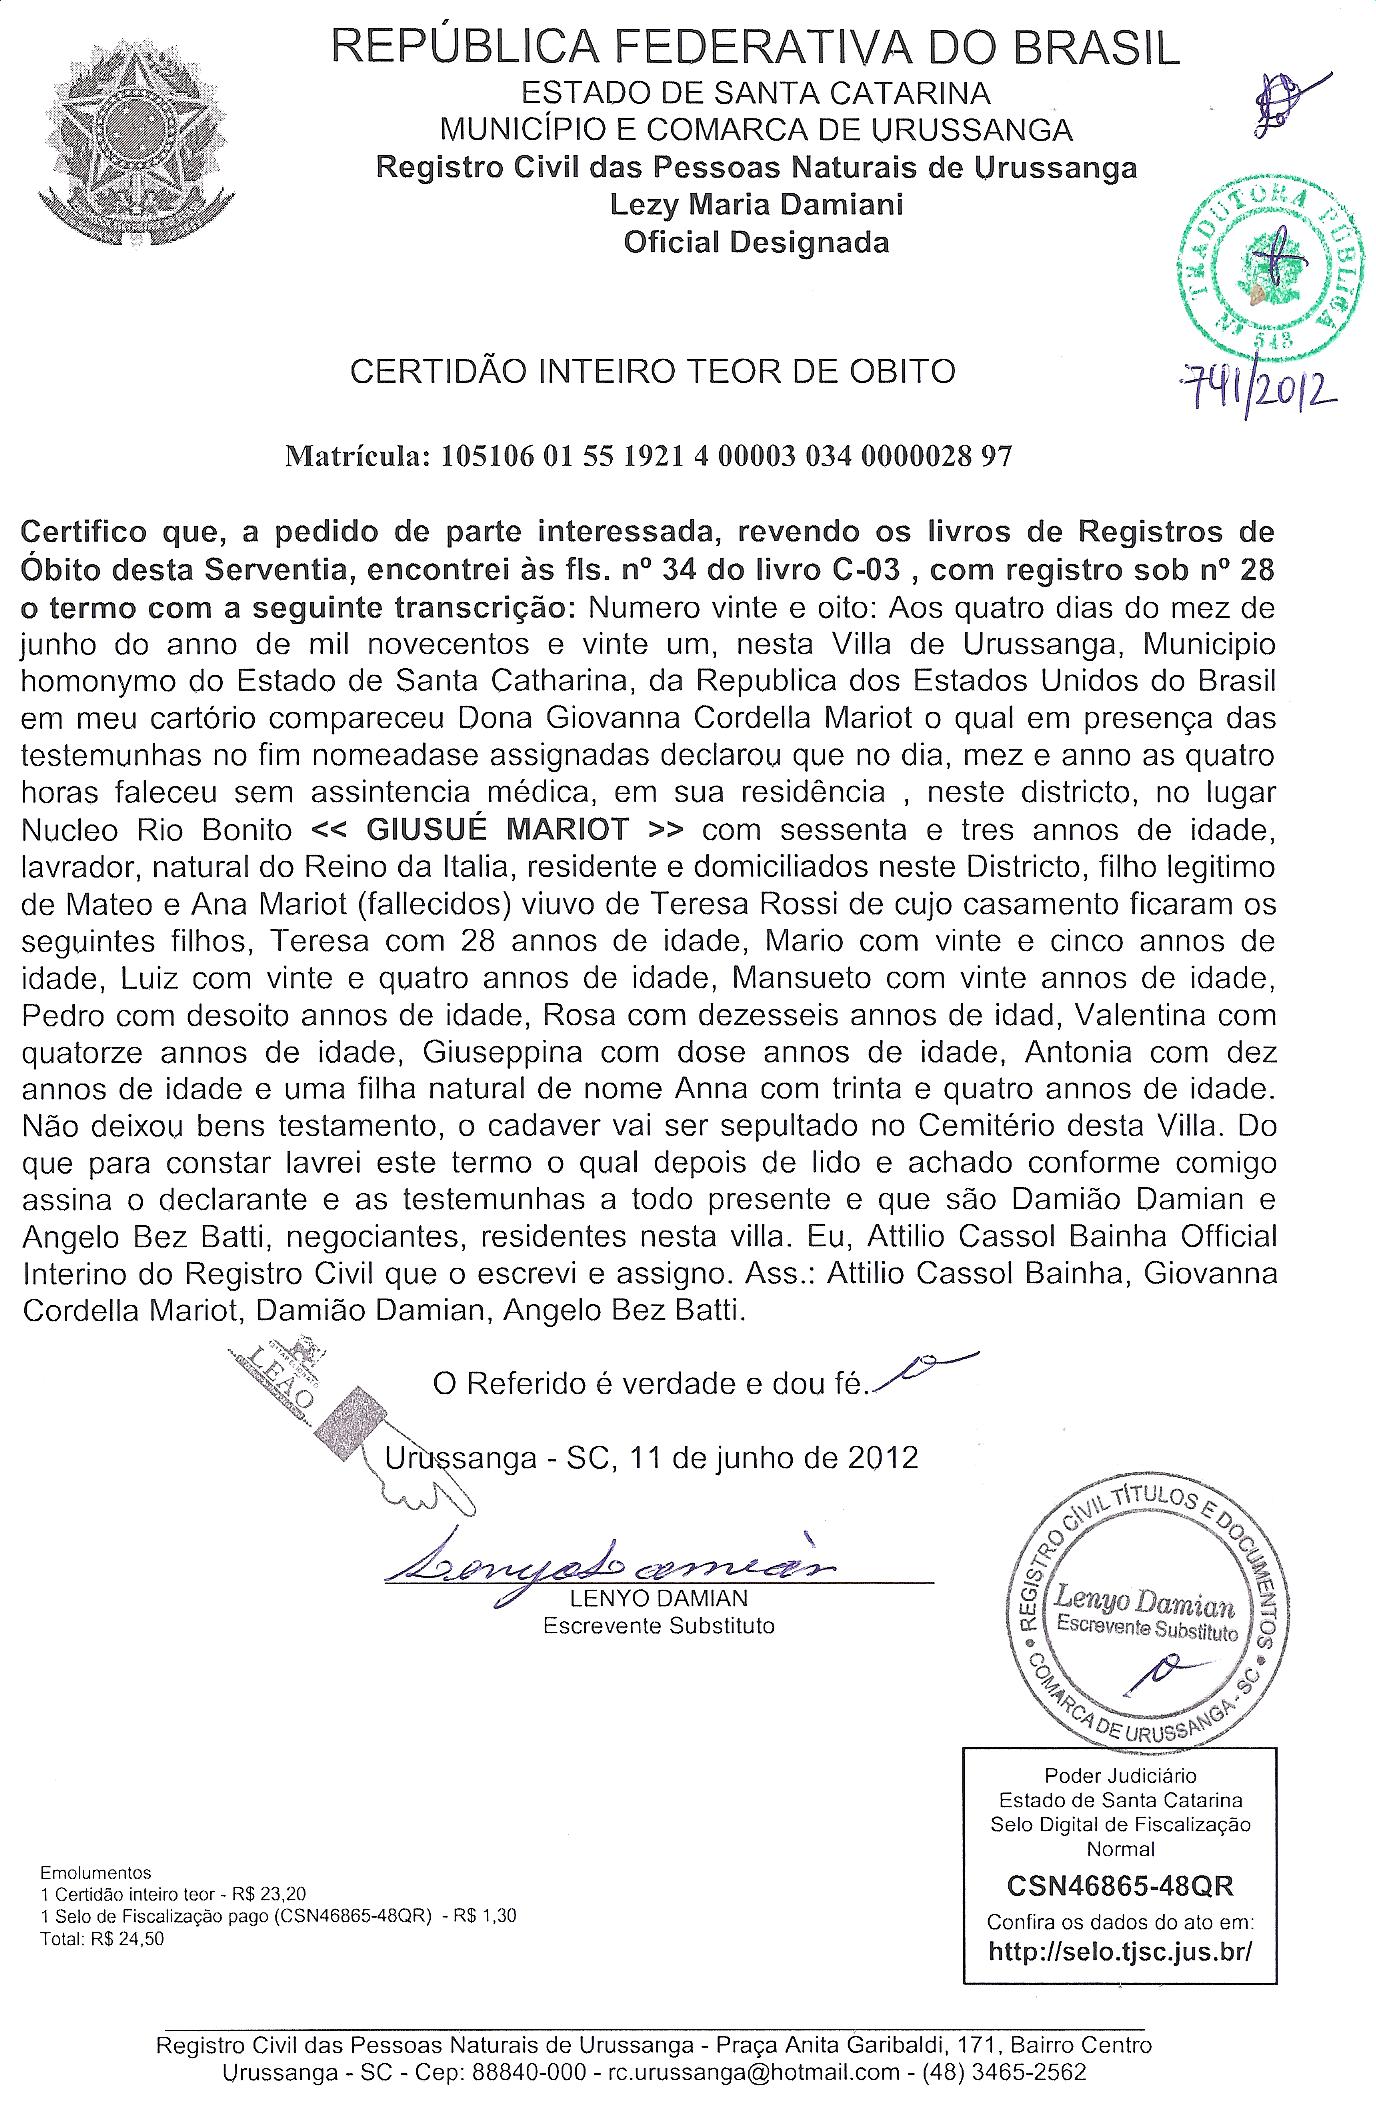 REPÚBLICA FEDERATIVA DO BRASIL
ESTADO DE SANTA CATARINA
MUNICÍPIO E COMARCA DE URUSSANGA
Registro Civil das Pessoas Naturais de Urussanga
Lezy Maria Damiani
Oficial Designada
TRADUTORA PÚBLICA
Nº 543
741/2012
CERTIDÃO INTEIRO TEOR DE OBITO
Matrícula: 105106 01 55 1921 4 00003 034 0000028 97
Certifico que, a pedido de parte interessada, revendo os livros de Registros de
Óbito desta Serventia, encontrei às fls. nº 34 do livro C-03 , com registro sob nº 28
o termo com a seguinte transcrição: Numero vinte e oito: Aos quatro dias do mez de
junho do anno de mil novecentos e vinte um, nesta Villa de Urussanga, Municipio
homonymo do Estado de Santa Catharina, da Republica dos Estados Unidos do Brasil
em meu cartório compareceu Dona Giovanna Cordella Mariot o qual em presença das
testemunhas no fim nomeadase assignadas declarou que no dia, mez e anno as quatro
horas faleceu sem assintencia médica, em sua residência , neste districto, no lugar
Nucleo Rio Bonito << GIUSUÉ MARIOT >> com sessenta e tres annos de idade,
lavrador, natural do Reino da Italia, residente e domiciliados neste Districto, filho legitimo
de Mateo e Ana Mariot (fallecidos) viuvo de Teresa Rossi de cujo casamento ficaram os
seguintes filhos, Teresa com 28 annos de idade, Mario com vinte e cinco annos de
idade, Luiz com vinte e quatro annos de idade, Mansueto com vinte annos de idade,
Pedro com desoito annos de idade, Rosa com dezesseis annos de idad, Valentina com
quatorze annos de idade, Giuseppina com dose annos de idade, Antonia com dez
annos de idade e uma filha natural de nome Anna com trinta e quatro annos de idade.
Não deixou bens testamento, o cadaver vai ser sepultado no Cemitério desta Villa. Do
que para constar lavrei este termo o qual depois de lido e achado conforme comigo
assina o declarante e as testemunhas a todo presente e que são Damião Damian e
Angelo Bez Batti, negociantes, residentes nesta villa. Eu, Attilio Cassol Bainha Official
Interino do Registro Civil que o escrevi e assigno. Ass.: Attilio Cassol Bainha, Giovanna
Cordella Mariot, Damião Damian, Angelo Bez Batti.
LEÃO
O Referido é verdade e dou fé.
Urussanga - SC, 11 de junho de 2012
Lenyo Damian
LENYO DAMIAN
Escrevente Substituto
REGISTRO CIVIL TÍTULOS E DOCUMENTOS
Lenyo Damian
Escrevente Substituto
COMARCA DE URUSSANGA - SC
Poder Judiciário
Estado de Santa Catarina
Selo Digital de Fiscalização
Normal
CSN46865-48QR
Confira os dados do ato em:
http://selo.tjsc.jus.br/
Emolumentos
1 Certidão inteiro teor - R$ 23,20
1 Selo de Fiscalização pago (CSN46865-48QR) - R$ 1,30
Total: R$ 24,50
Registro Civil das Pessoas Naturais de Urussanga - Praça Anita Garibaldi, 171, Bairro Centro
Urussanga - SC - Cep: 88840-000 - rc.urussanga@hotmail.com - (48) 3465-2562